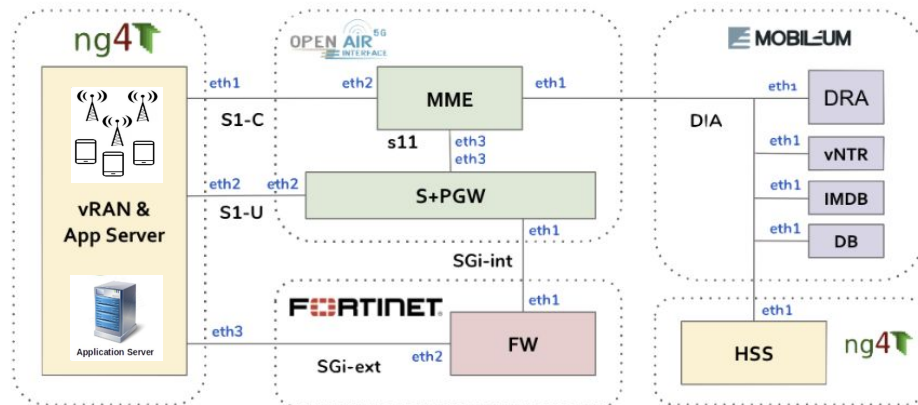 ng4T
OPEN AIR 5G
INTERFACE
MOBILEUM
eth1
eth2
MME
eth1
eth1
DRA
S1-C
DIA
s11
eth3
eth3
eth1
vNTR
eth2
eth2
S+PGW
eth1
IMDB
vRAN &
App Server
S1-U
eth1
eth1
DB
SGi-int
FORTINET
eth1
eth1
Application Server
eth3
eth2
FW
HSS
ng4T
SGi-ext